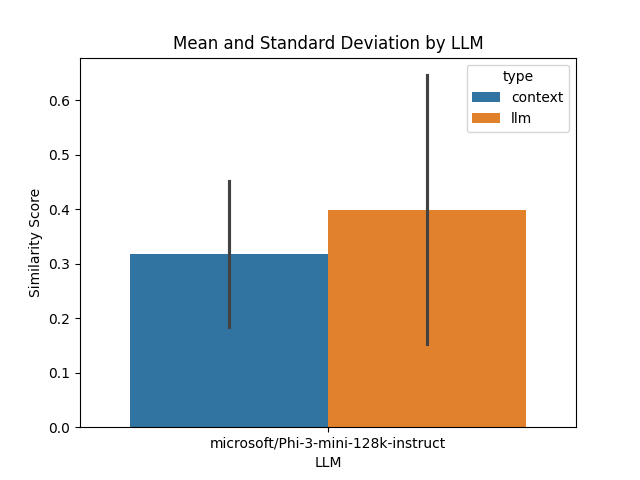 Mean and Standard Deviation by LLM
type
context
llm
0.6
0.5
0.4
0.3
0.2
0.1
0.0
Similarity Score
microsoft/Phi-3-mini-128k-instruct
LLM